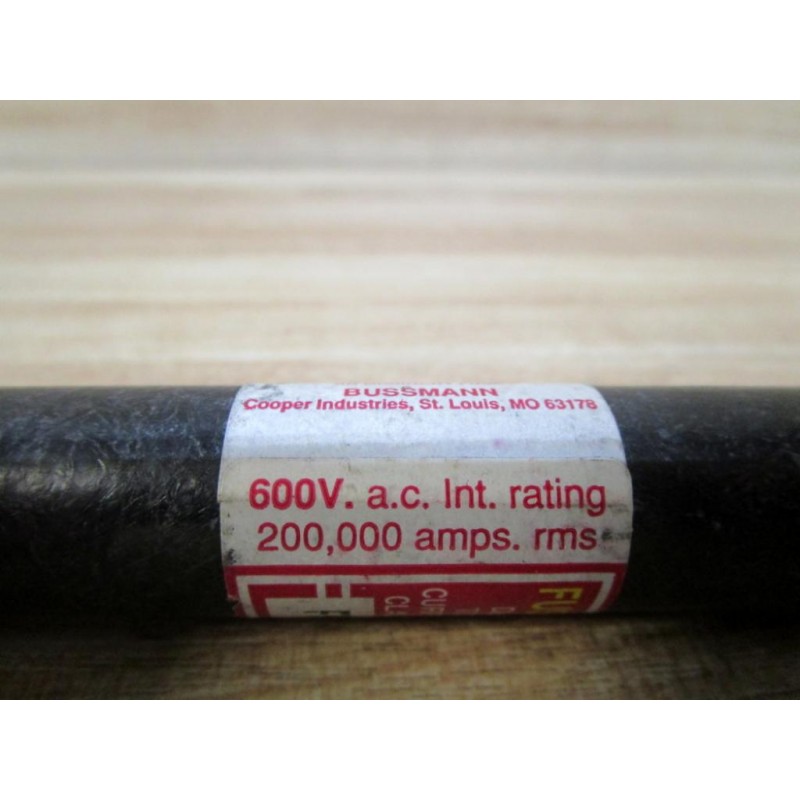 BUSSMANN
Cooper Industries, St. Louis, MO 63178
600V. a.c. Int. rating
200,000 amps. rms